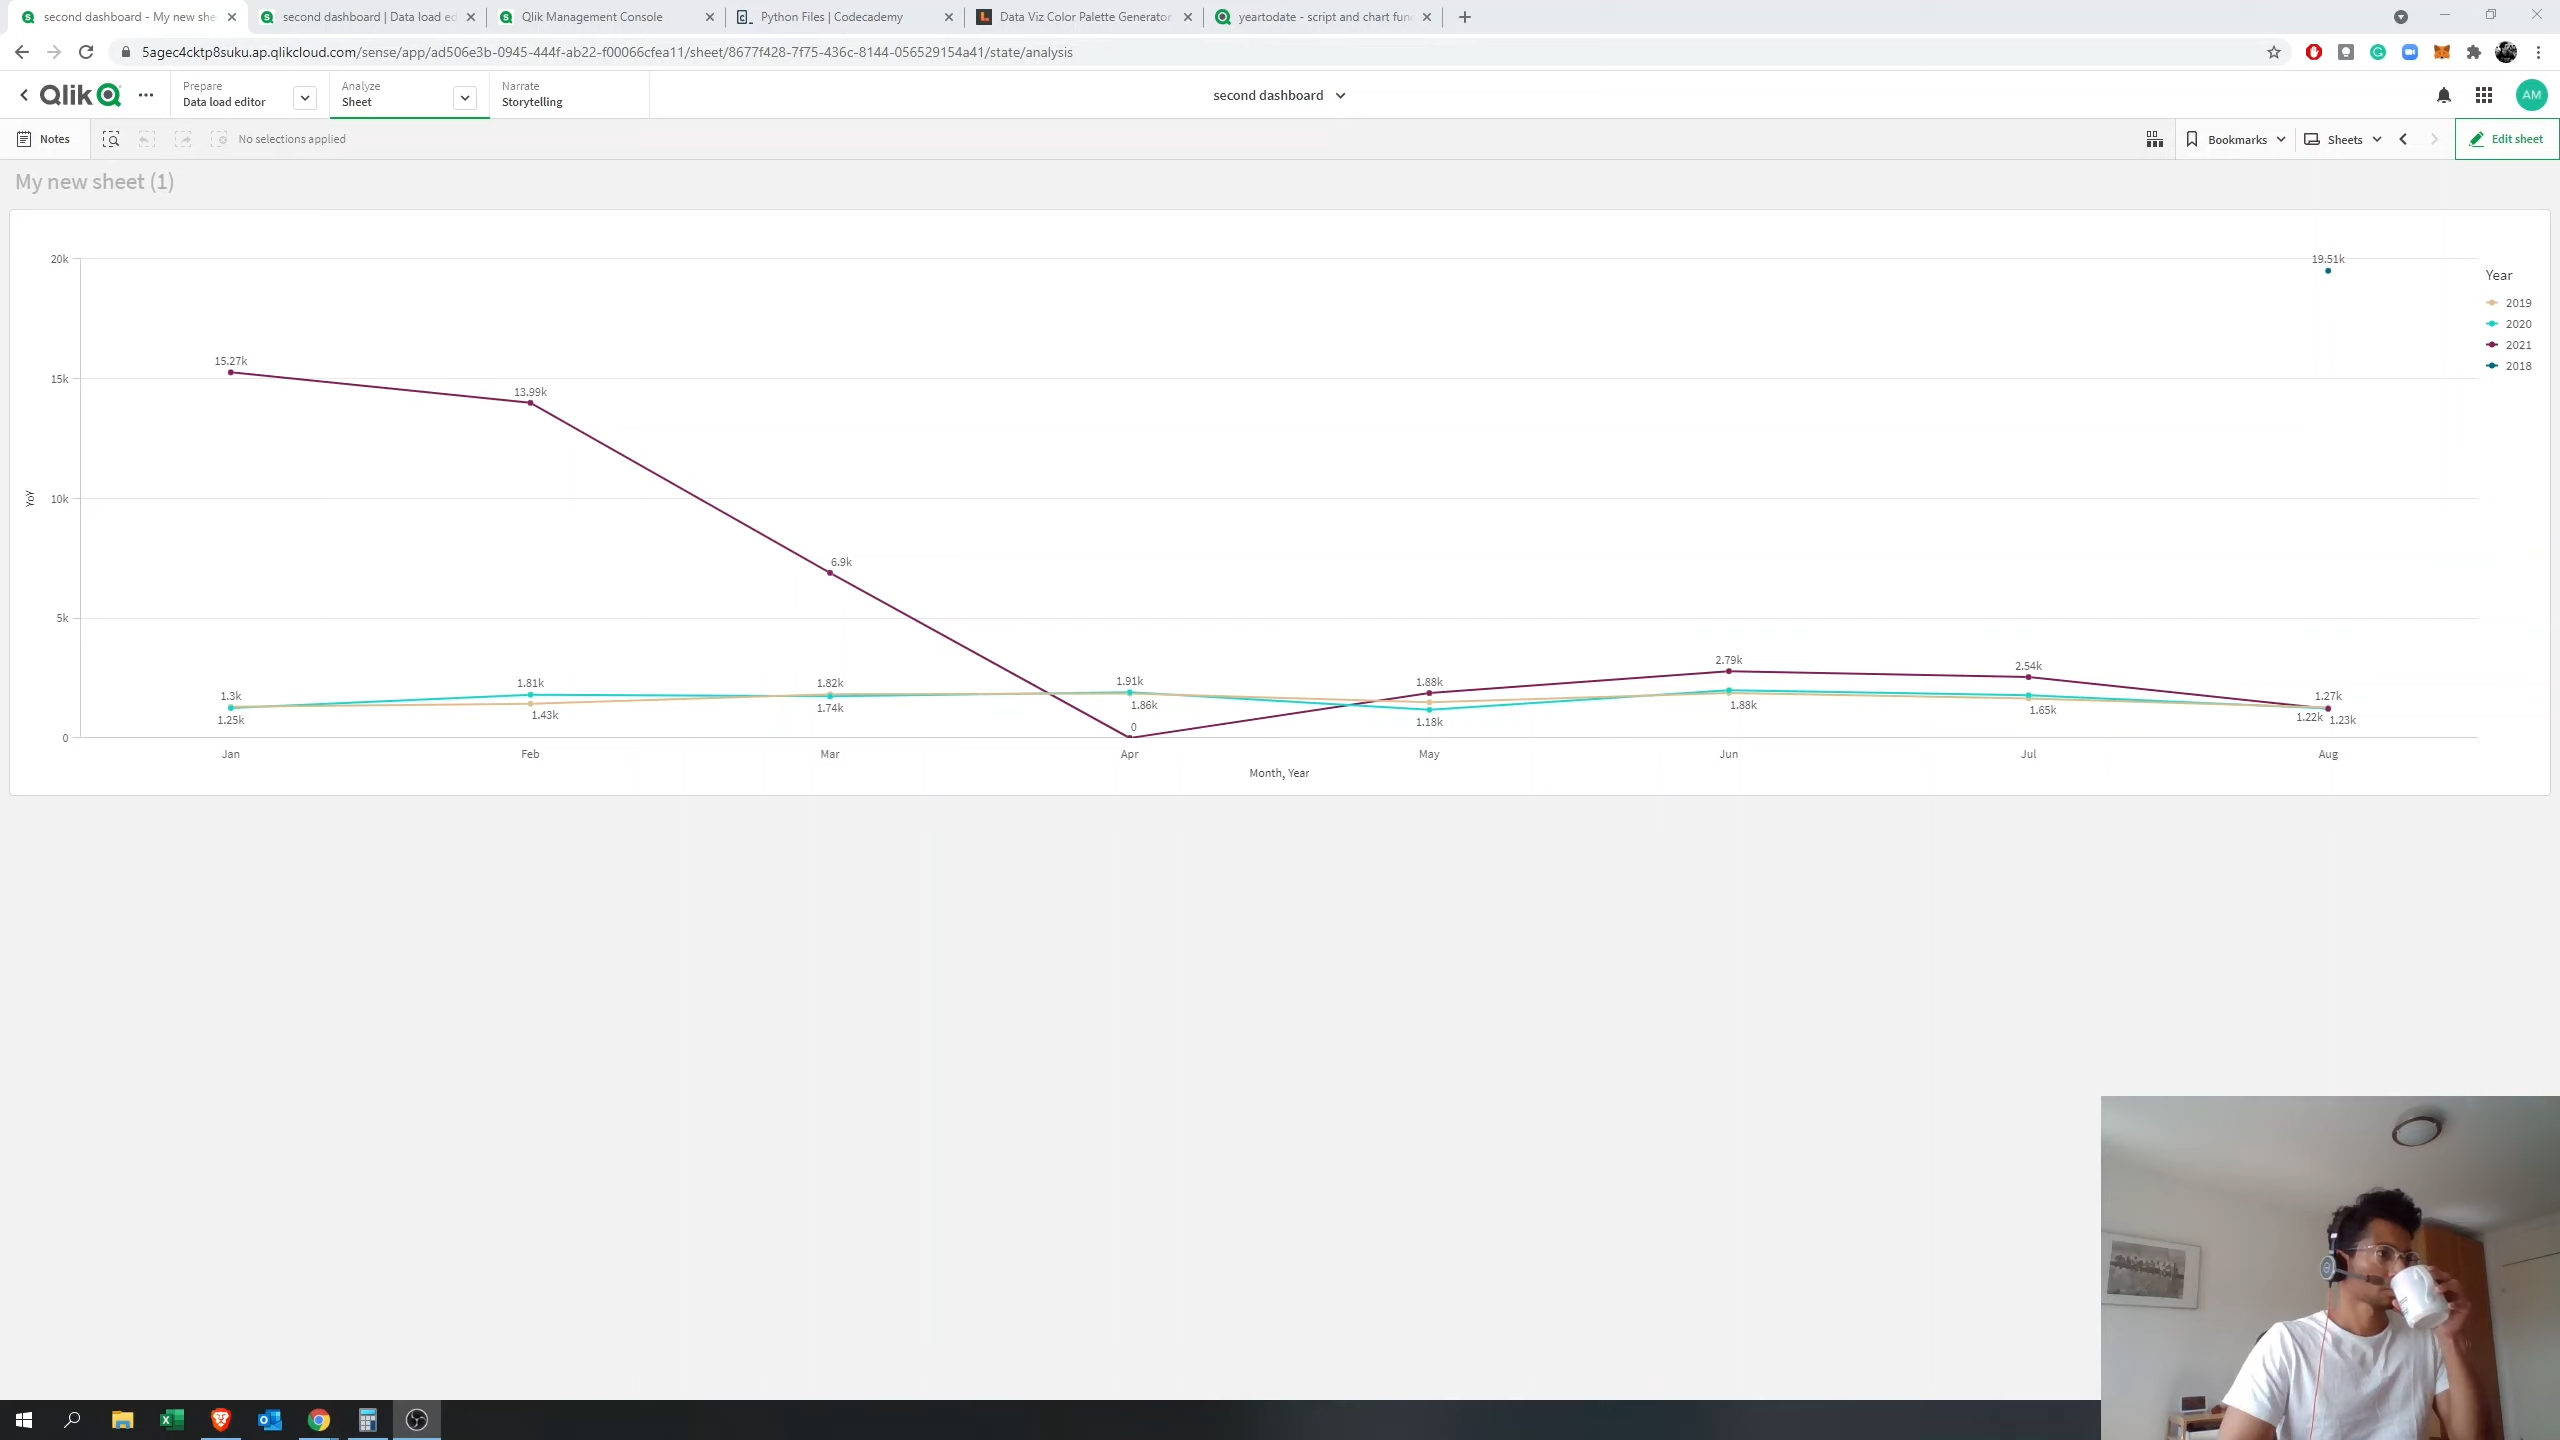 second dashboard - My new she
second dashboard | Data load ed
Qlik Management Console
Python Files | Codecademy
Data Viz Color Palette Generator
yeartodate - script and chart func
5agec4cktp8suku.ap.qlikcloud.com/sense/app/ad506e3b-0945-444f-ab22-f00066cfea11/sheet/8677f428-7f75-436c-8144-056529154a41/state/analysis
Qlik
Prepare
Data load editor
Analyze
Sheet
Narrate
Storytelling
second dashboard
AM
Notes
No selections applied
Bookmarks
Sheets
Edit sheet
My new sheet (1)
20k
15k
10k
5k
0
YoY
19.51k
15.27k
13.99k
6.9k
0
1.88k
2.79k
2.54k
1.27k
1.3k
1.81k
1.82k
1.91k
1.25k
1.43k
1.74k
1.86k
1.18k
1.88k
1.65k
1.22k
1.23k
Jan
Feb
Mar
Apr
May
Jun
Jul
Aug
Month, Year
Year
2019
2020
2021
2018